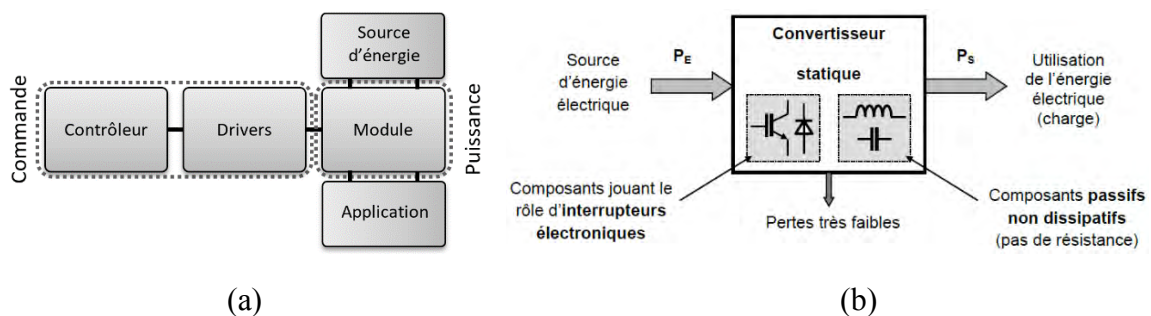 Source
d'énergie
Commande
Contrôleur
Drivers
Module
Puissance
Application
(a)
Source
d'énergie
électrique
P_E
Convertisseur
statique
P_S
Utilisation
de l'énergie
électrique
(charge)
Composants jouant le
rôle d'interrupteurs
électroniques
Pertes très faibles
Composants passifs
non dissipatifs
(pas de résistance)
(b)